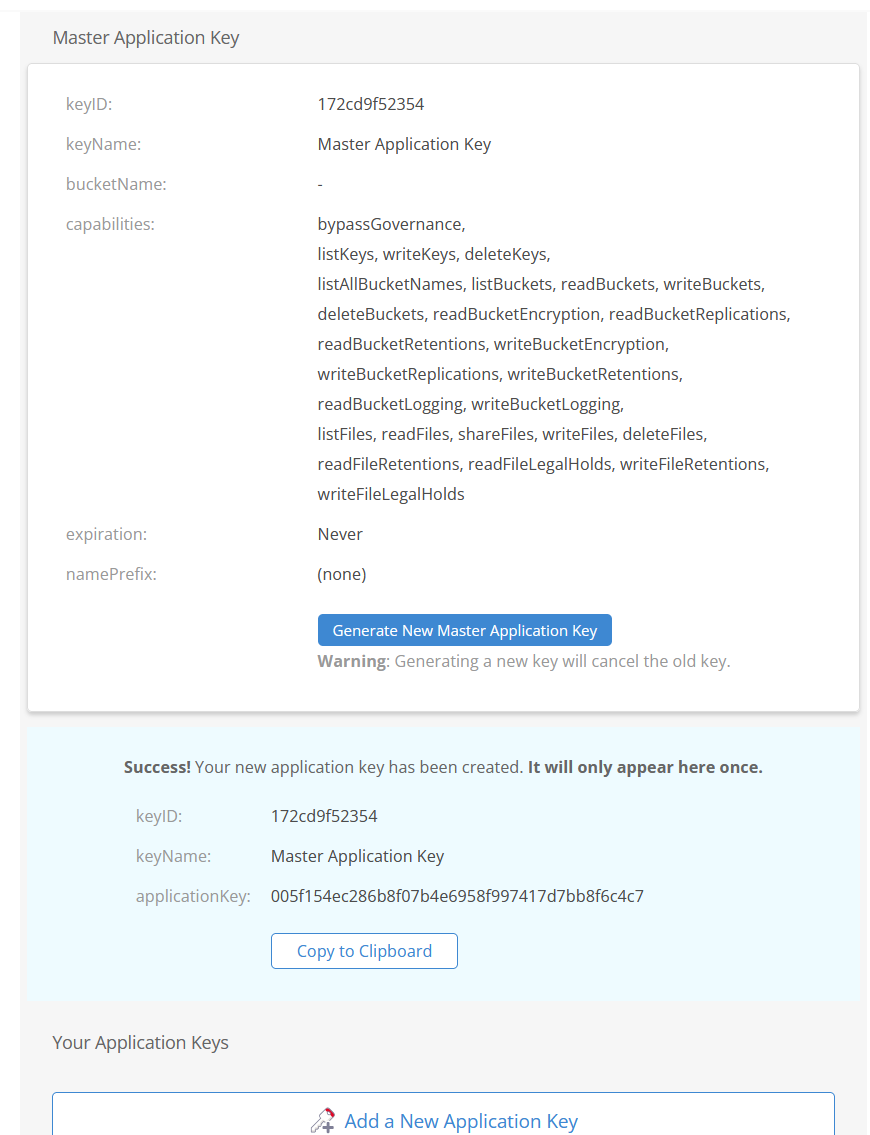 Master Application Key
keyID: 172cd9f52354
keyName: Master Application Key
bucketName: -
capabilities: bypassGovernance,
listKeys, writeKeys, deleteKeys,
listAllBucketNames, listBuckets, readBuckets, writeBuckets,
deleteBuckets, readBucketEncryption, readBucketReplications,
readBucketRetentions, writeBucketEncryption,
writeBucketReplications, writeBucketRetentions,
readBucketLogging, writeBucketLogging,
listFiles, readFiles, shareFiles, writeFiles, deleteFiles,
readFileRetentions, readFileLegalHolds, writeFileRetentions,
writeFileLegalHolds
expiration: Never
namePrefix: (none)
Generate New Master Application Key
Warning: Generating a new key will cancel the old key.
Success! Your new application key has been created. It will only appear here once.
keyID: 172cd9f52354
keyName: Master Application Key
applicationKey: 005f154ec286b8f07b4e6958f997417d7bb8f6c4c7
Copy to Clipboard
Your Application Keys
Add a New Application Key